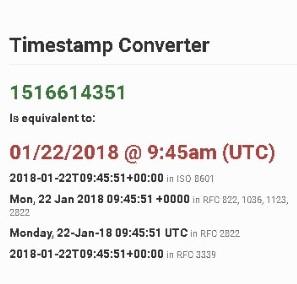 Timestamp Converter
1516614351
Is equivalent to:
01/22/2018 @ 9:45am (UTC)
2018-01-22T09:45:51+00:00 in ISO 8601
Mon, 22 Jan 2018 09:45:51 +0000 in RFC 822, 1036, 1123,
2822
Monday, 22-Jan-18 09:45:51 UTC in RFC 2822
2018-01-22T09:45:51+00:00 in RFC 3339